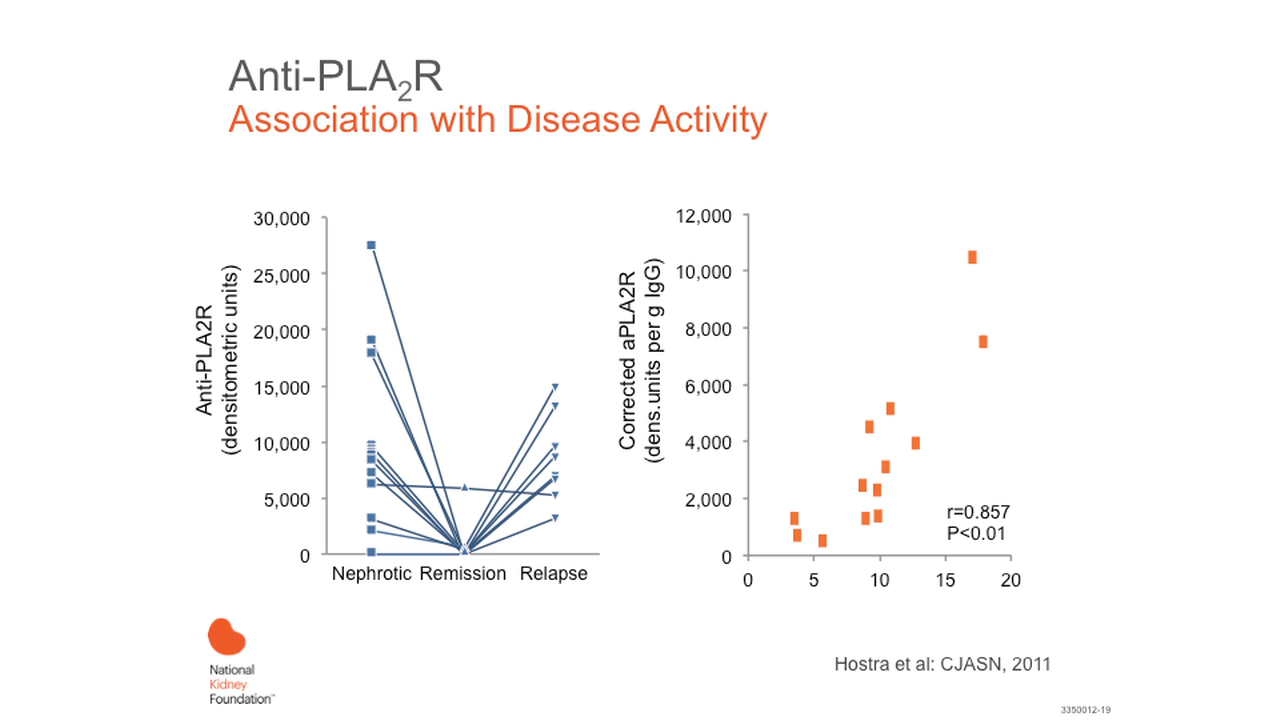 Anti-PLA₂R
Association with Disease Activity
Anti-PLA2R
(densitometric units)
30,000
25,000
20,000
15,000
10,000
5,000
0
Nephrotic Remission Relapse
Corrected aPLA2R
(dens.units per g IgG)
12,000
10,000
8,000
6,000
4,000
2,000
0
r=0.857
P<0.01
0 5 10 15 20
National
Kidney
Foundation™
Hostra et al: CJASN, 2011
3350012-19